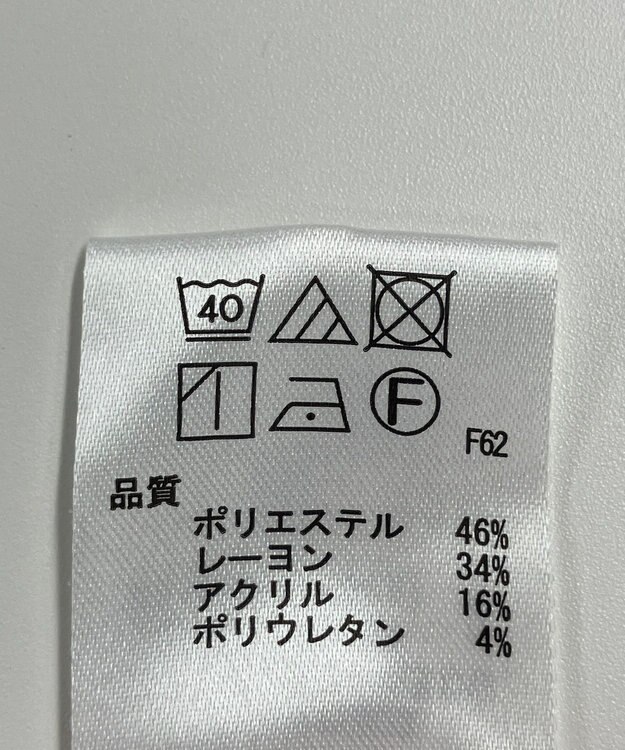 40
F
F62
品質
ポリエステル 46%
レーヨン 34%
アクリル 16%
ポリウレタン 4%